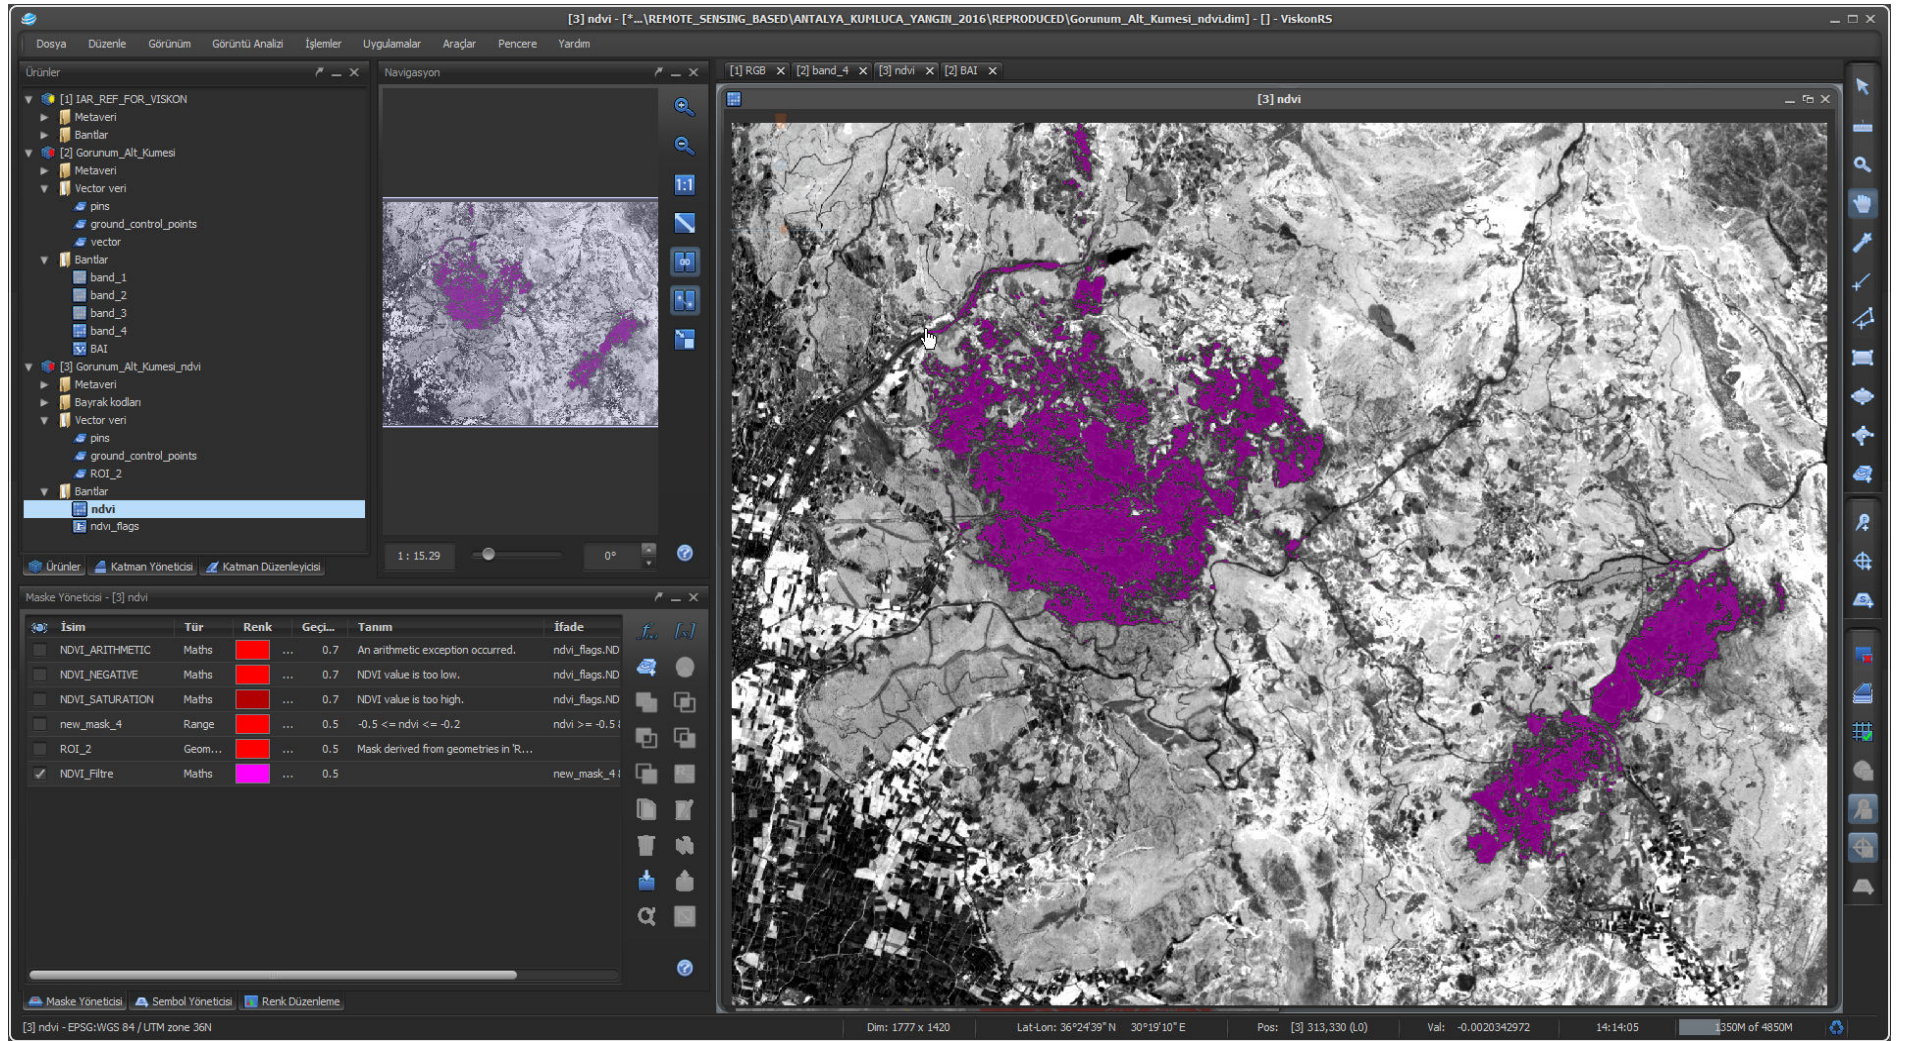 [3] ndvi - [*...\REMOTE_SENSING_BASED\ANTALYA_KUMLUCA_YANGIN_2016\REPRODUCED\Gorunum_Alt_Kumesi_ndvi.dim] - [] - ViskonRS
Dosya Düzenle Görünüm Görüntü Analizi İşlemler Uygulamalar Araçlar Pencere Yardım
Ürünler
[1] IAR_REF_FOR_VISKON
Metaveri
Bantlar
[2] Gorunum_Alt_Kumesi
Metaveri
Vector veri
pins
ground_control_points
vector
Bantlar
band_1
band_2
band_3
band_4
BAI
[3] Gorunum_Alt_Kumesi_ndvi
Metaveri
Bayrak kodları
Vector veri
pins
ground_control_points
ROI_2
Bantlar
ndvi
ndvi_flags
Ürünler Katman Yöneticisi Katman Düzenleyicisi
Navigasyon
1:1
1 : 15.29 0°
[1] RGB [2] band_4 [3] ndvi [2] BAI
[3] ndvi
Maske Yöneticisi - [3] ndvi
İsim Tür Renk Geçi... Tanım İfade
NDVI_ARITHMETIC Maths ... 0.7 An arithmetic exception occurred. ndvi_flags.ND
NDVI_NEGATIVE Maths ... 0.7 NDVI value is too low. ndvi_flags.ND
NDVI_SATURATION Maths ... 0.7 NDVI value is too high. ndvi_flags.ND
new_mask_4 Range ... 0.5 -0.5 <= ndvi <= -0.2 ndvi >= -0.5 &
ROI_2 Geom... ... 0.5 Mask derived from geometries in 'R...
NDVI_Filtre Maths ... 0.5 new_mask_4 &
Maske Yöneticisi Sembol Yöneticisi Renk Düzenleme
[3] ndvi - EPSG:WGS 84 / UTM zone 36N Dim: 1777 x 1420 Lat-Lon: 36°24'39" N 30°19'10" E Pos: [3] 313,330 (L0) Val: -0.0020342972 14:14:05 1350M of 4850M